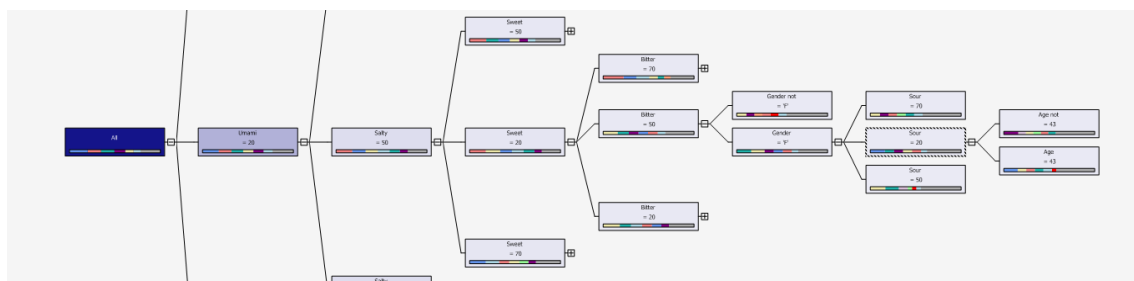 All
Umami
= 20
Salty
= 50
Salty
Sweet
= 50
Sweet
= 20
Sweet
= 70
Bitter
= 70
Bitter
= 50
Bitter
= 20
Gender not
= 'F'
Gender
= 'F'
Sour
= 70
Sour
= 20
Sour
= 50
Age not
= 43
Age
= 43